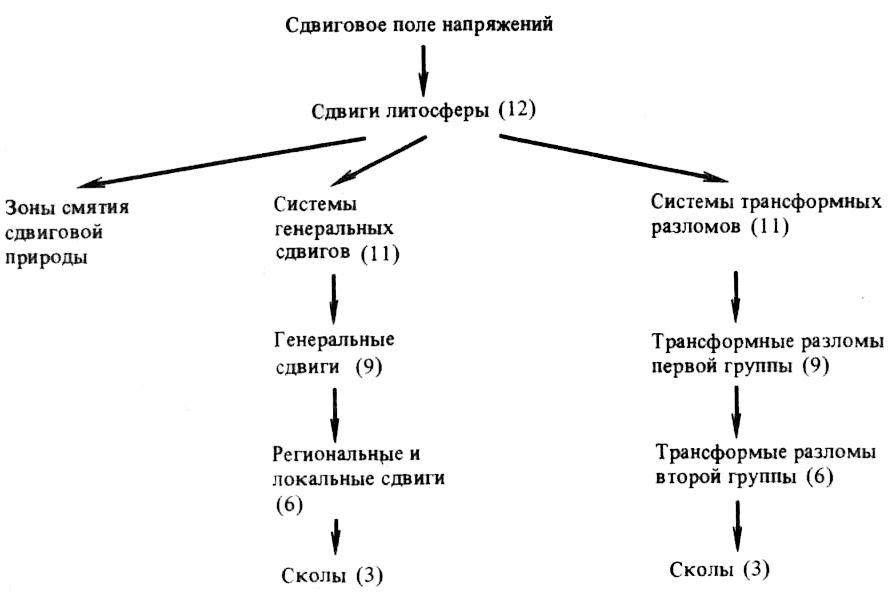 Сдвиговое поле напряжений
Сдвиги литосферы (12)
Зоны смятия
сдвиговой
природы
Системы
генеральных
сдвигов (11)
Системы трансформных
разломов (11)
Генеральные
сдвиги (9)
Трансформные разломы
первой группы (9)
Региональные и
локальные сдвиги
(6)
Трансформые разломы
второй группы (6)
Сколы (3)
Сколы (3)